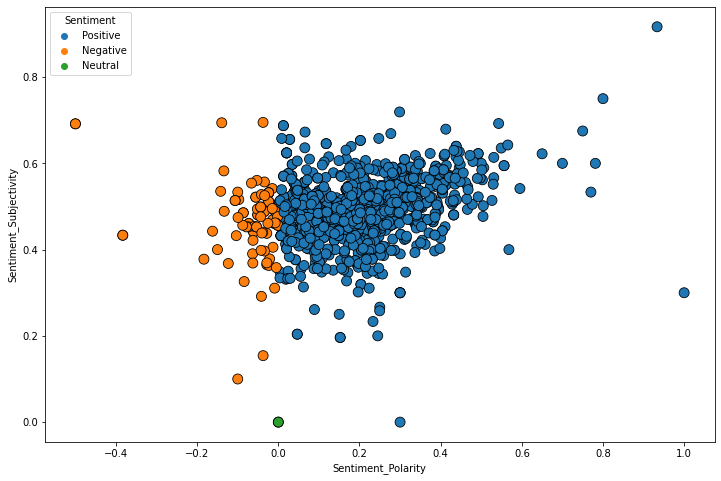 Sentiment
Positive
Negative
Neutral
Sentiment_Subjectivity
0.8
0.6
0.4
0.2
0.0
−0.4 −0.2 0.0 0.2 0.4 0.6 0.8 1.0
Sentiment_Polarity